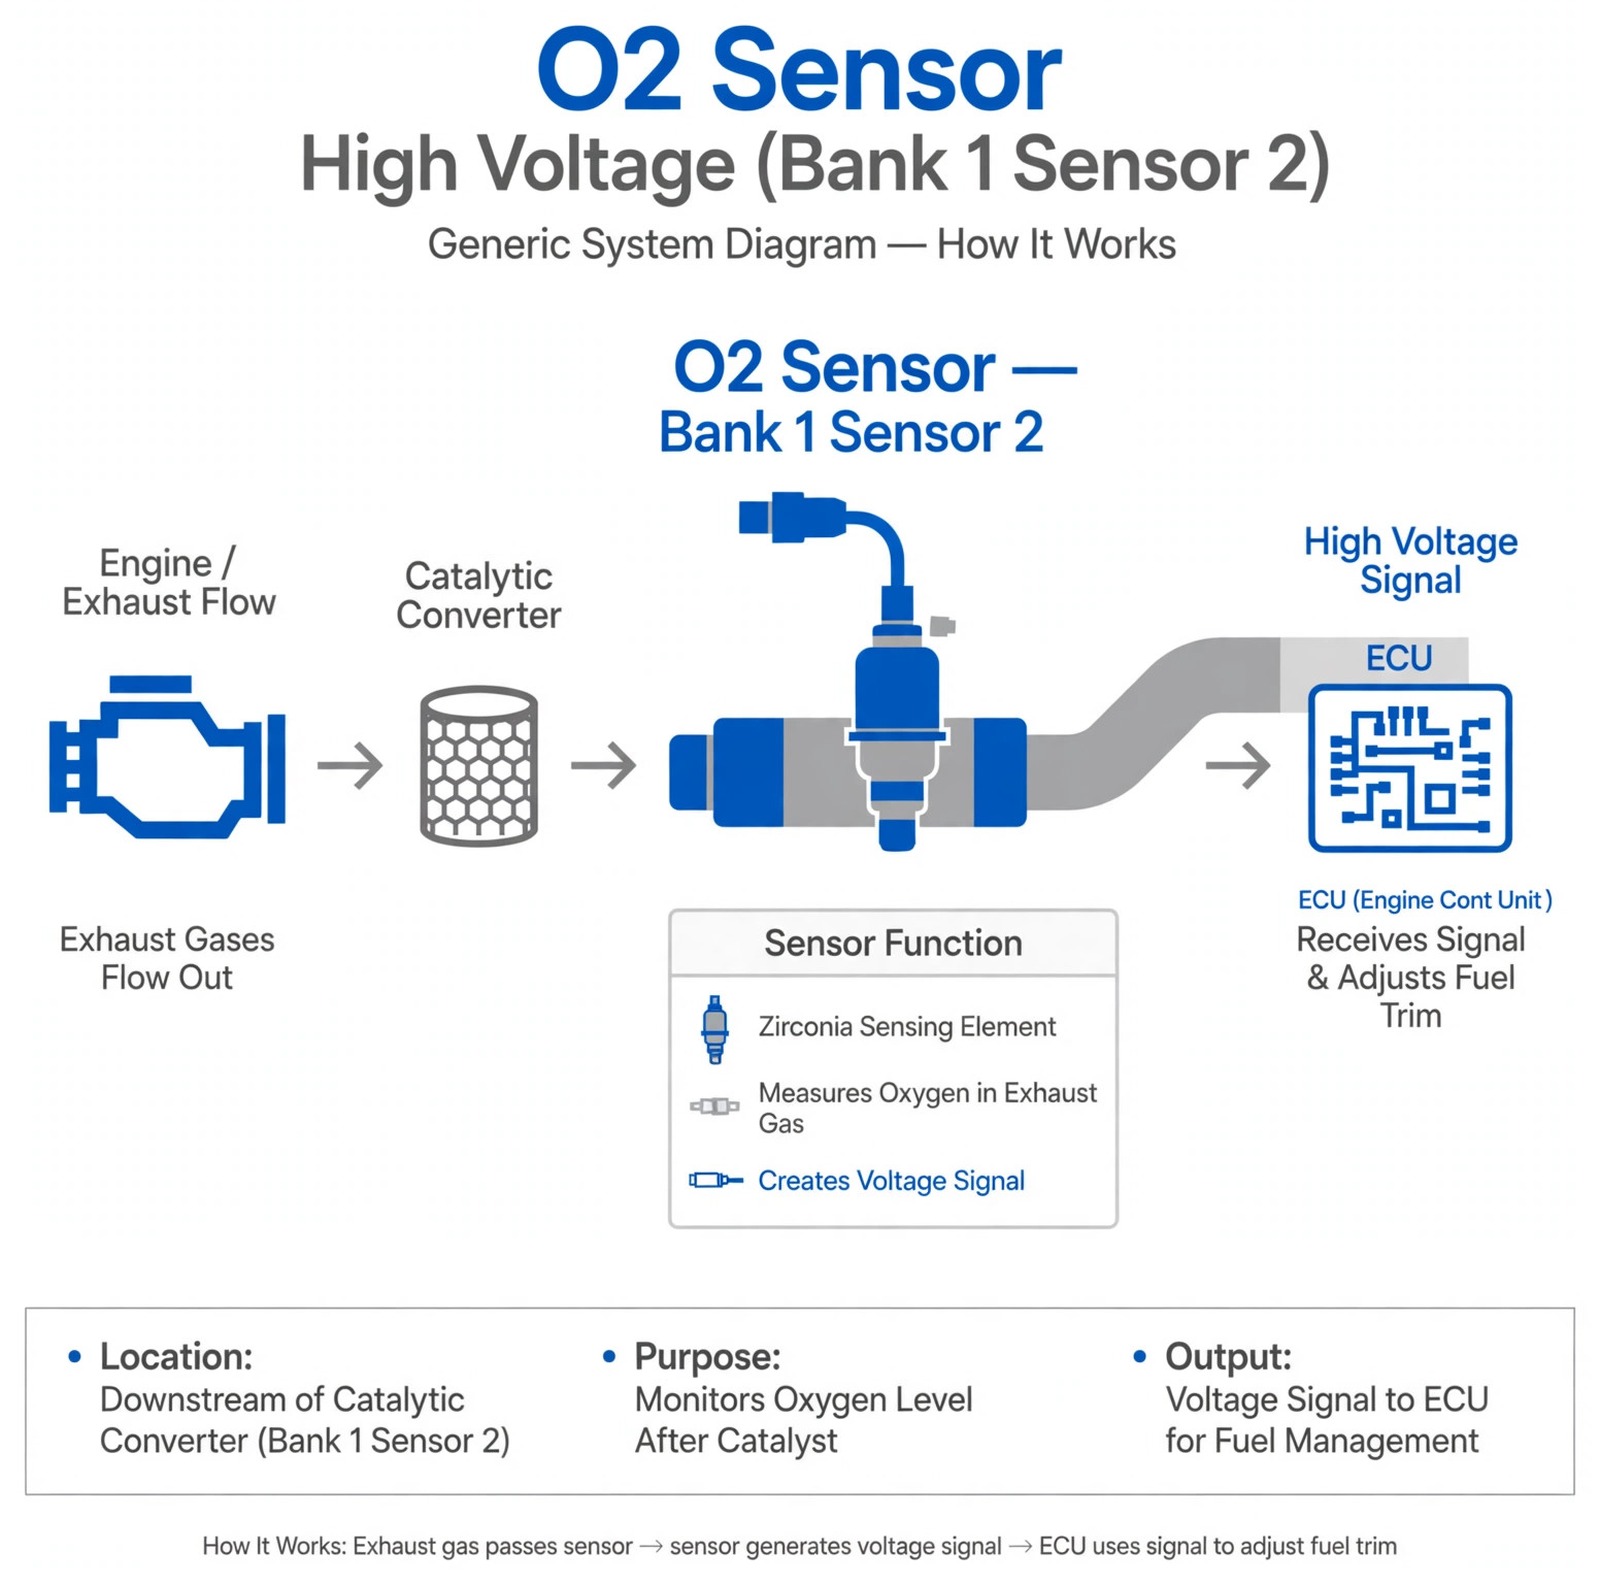 O2 Sensor
High Voltage (Bank 1 Sensor 2)
Generic System Diagram — How It Works
O2 Sensor —
Bank 1 Sensor 2
Engine /
Exhaust Flow
Catalytic
Converter
High Voltage
Signal
ECU
Exhaust Gases
Flow Out
ECU (Engine Cont Unit)
Receives Signal
& Adjusts Fuel
Trim
Sensor Function
Zirconia Sensing Element
Measures Oxygen in Exhaust
Gas
Creates Voltage Signal
• Location:
Downstream of Catalytic
Converter (Bank 1 Sensor 2)
• Purpose:
Monitors Oxygen Level
After Catalyst
• Output:
Voltage Signal to ECU
for Fuel Management
How It Works: Exhaust gas passes sensor → sensor generates voltage signal → ECU uses signal to adjust fuel trim